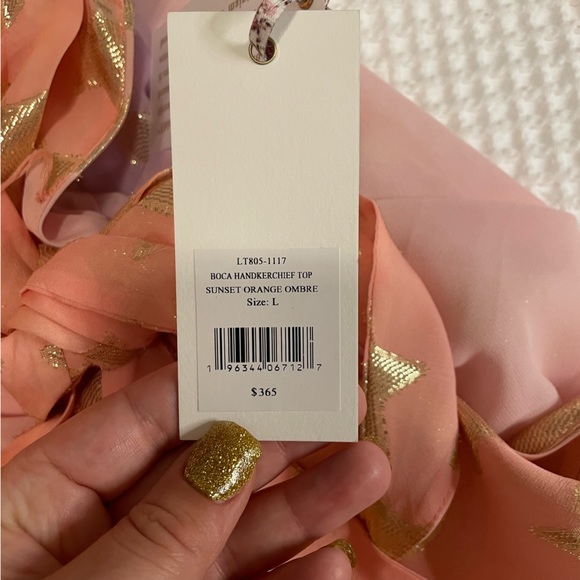 LT805-1117
BOCA HANDKERCHIEF TOP
SUNSET ORANGE OMBRE
Size: L
1 96344 06712 7
$365